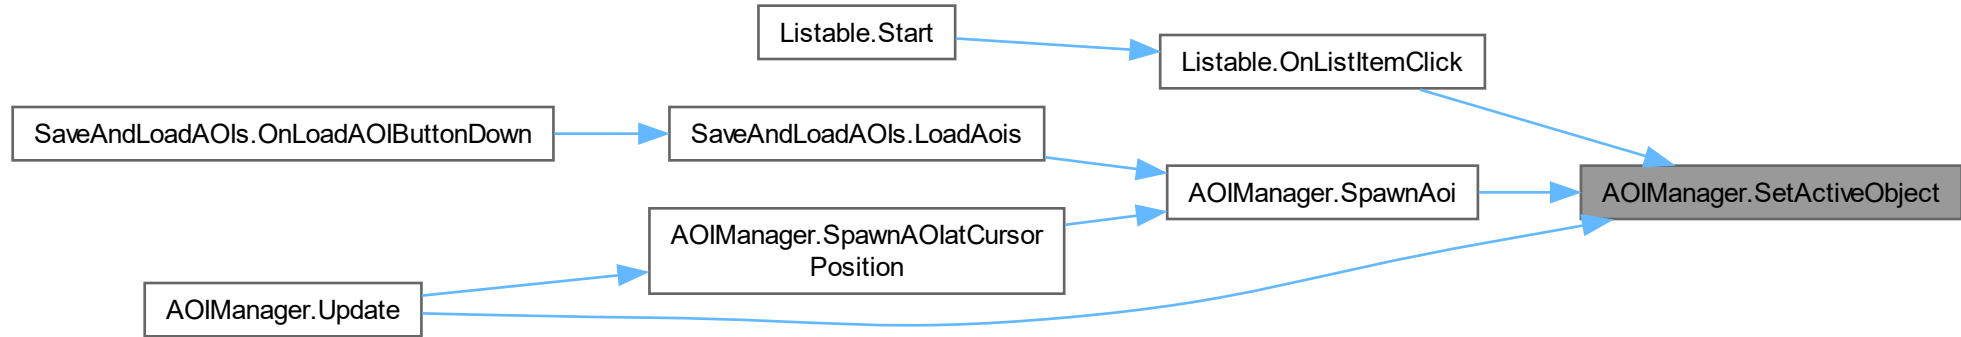 Listable.Start
Listable.OnListItemClick
SaveAndLoadAOIs.OnLoadAOIButtonDown
SaveAndLoadAOIs.LoadAois
AOIManager.SpawnAoi
AOIManager.SetActiveObject
AOIManager.SpawnAOIatCursor
Position
AOIManager.Update